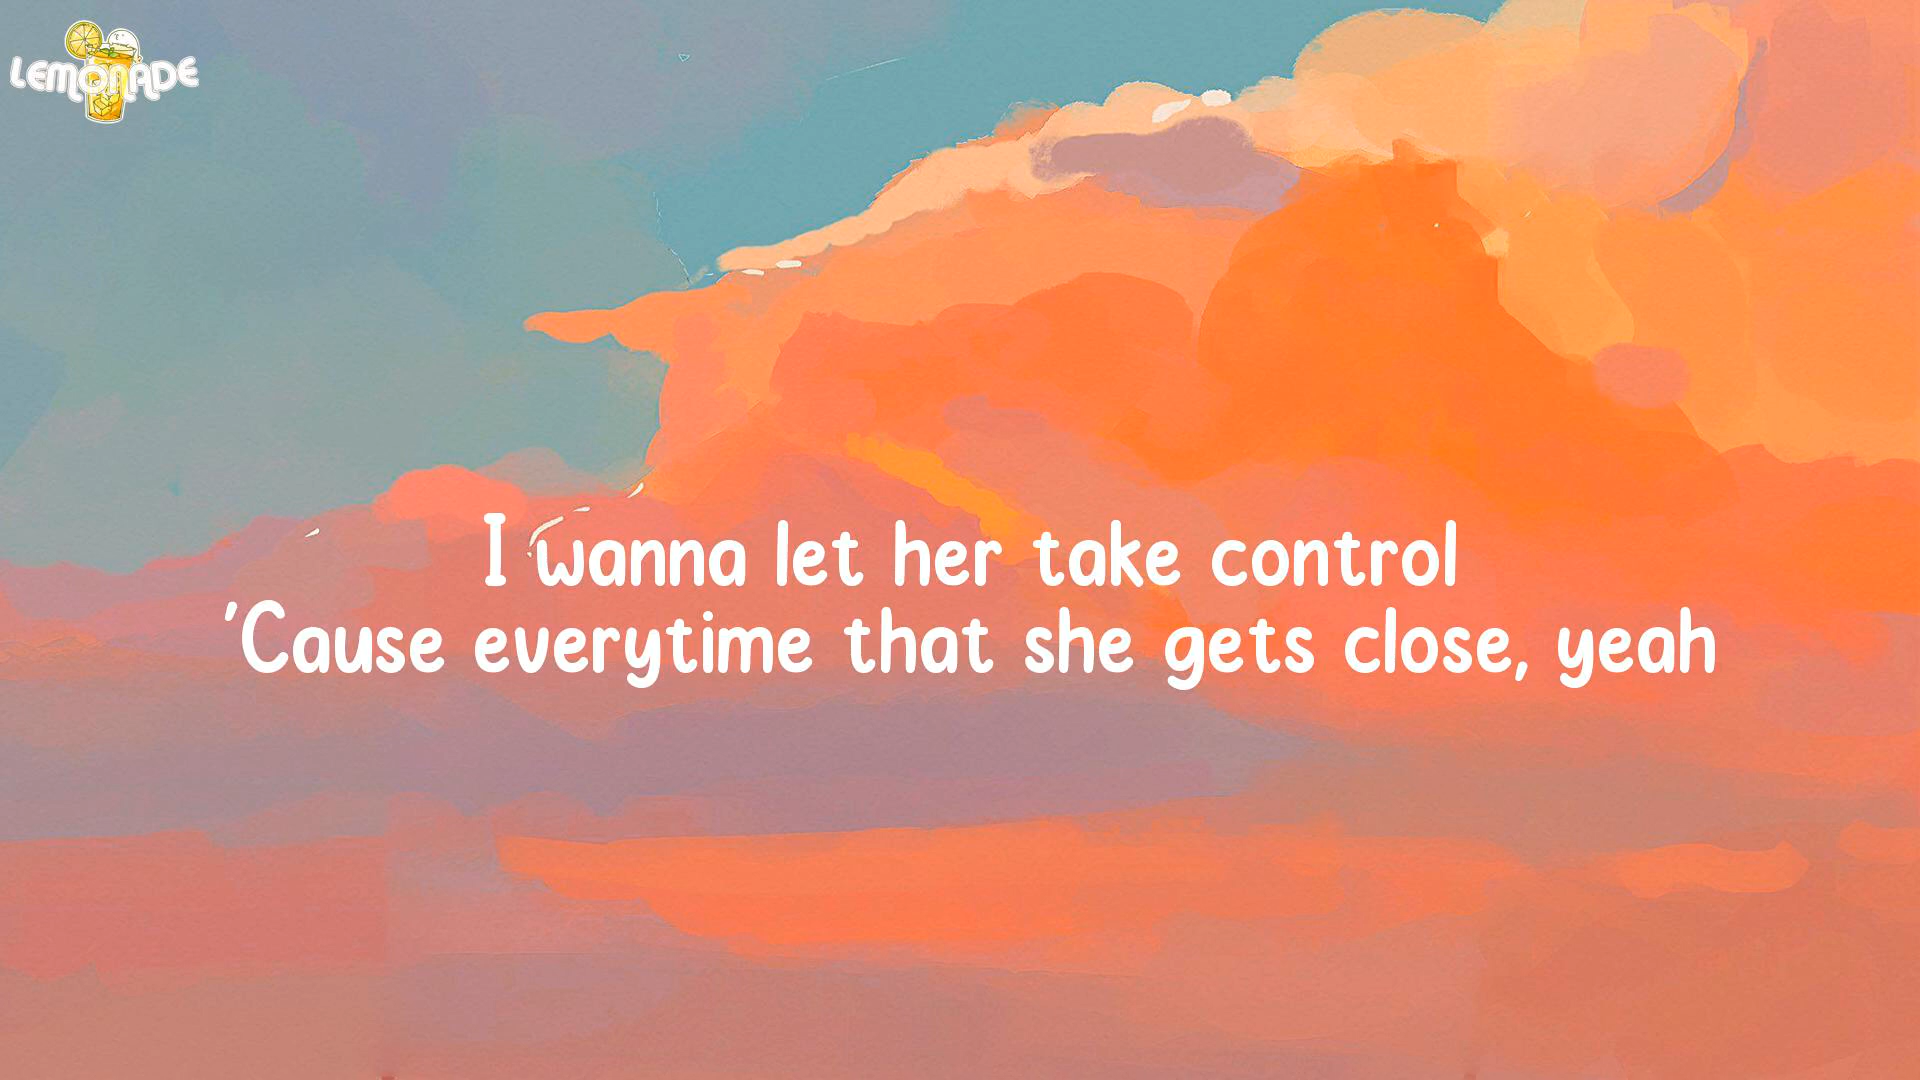 LEMONADE
I wanna let her take control
'Cause everytime that she gets close, yeah